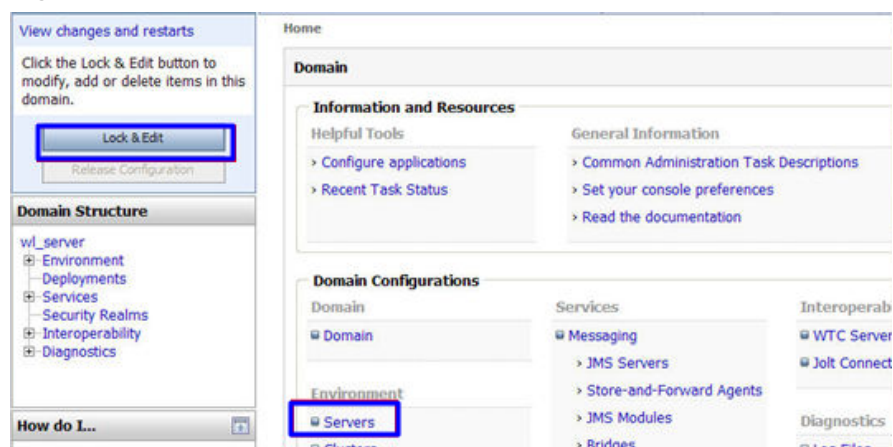 View changes and restarts
Click the Lock & Edit button to
modify, add or delete items in this
domain.
Lock & Edit
Release Configuration
Domain Structure
wl_server
Environment
Deployments
Services
Security Realms
Interoperability
Diagnostics
How do I...
Home
Domain
Information and Resources
Helpful Tools
Configure applications
Recent Task Status
General Information
Common Administration Task Descriptions
Set your console preferences
Read the documentation
Domain Configurations
Domain
Domain
Environment
Servers
Clusters
Services
Messaging
JMS Servers
Store-and-Forward Agents
JMS Modules
Bridges
Interoperab
WTC Server
Jolt Connect
Diagnostics
Log Files